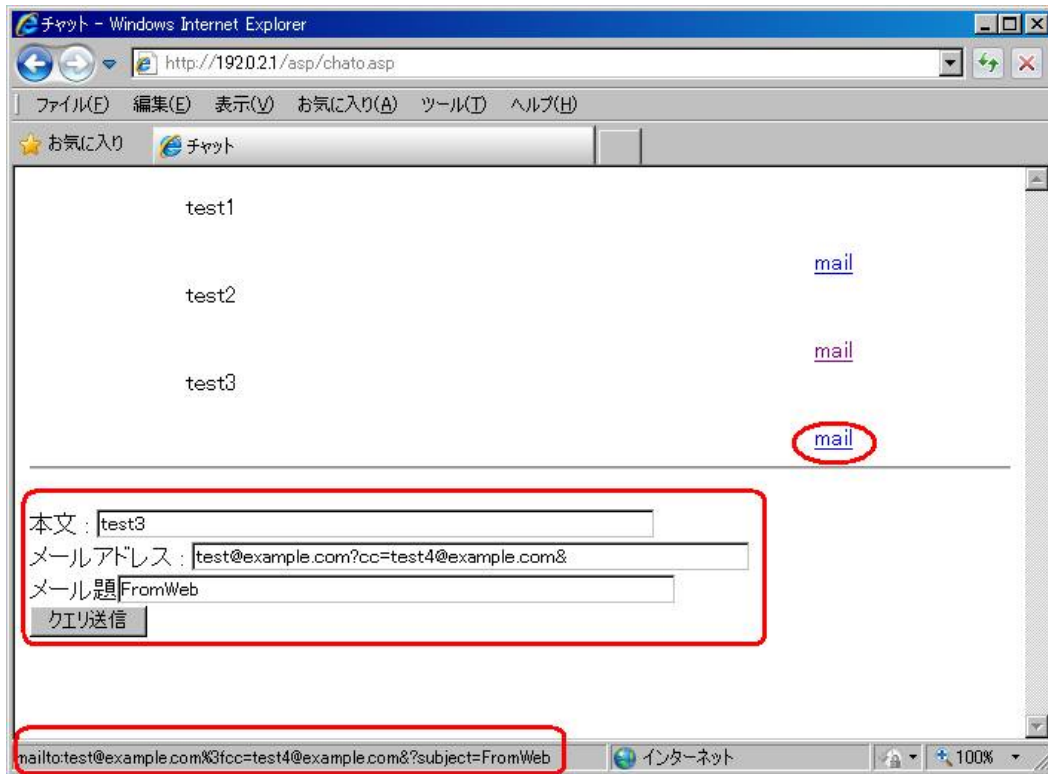 チャット - Windows Internet Explorer
http://192.0.2.1/asp/chato.asp
ファイル(F) 編集(E) 表示(V) お気に入り(A) ツール(T) ヘルプ(H)
お気に入り チャット
test1
mail
test2
mail
test3
mail
本文 : test3
メールアドレス : test@example.com?cc=test4@example.com&
メール題 FromWeb
クエリ送信
mailto:test@example.com%3fcc=test4@example.com&?subject=FromWeb インターネット 100%